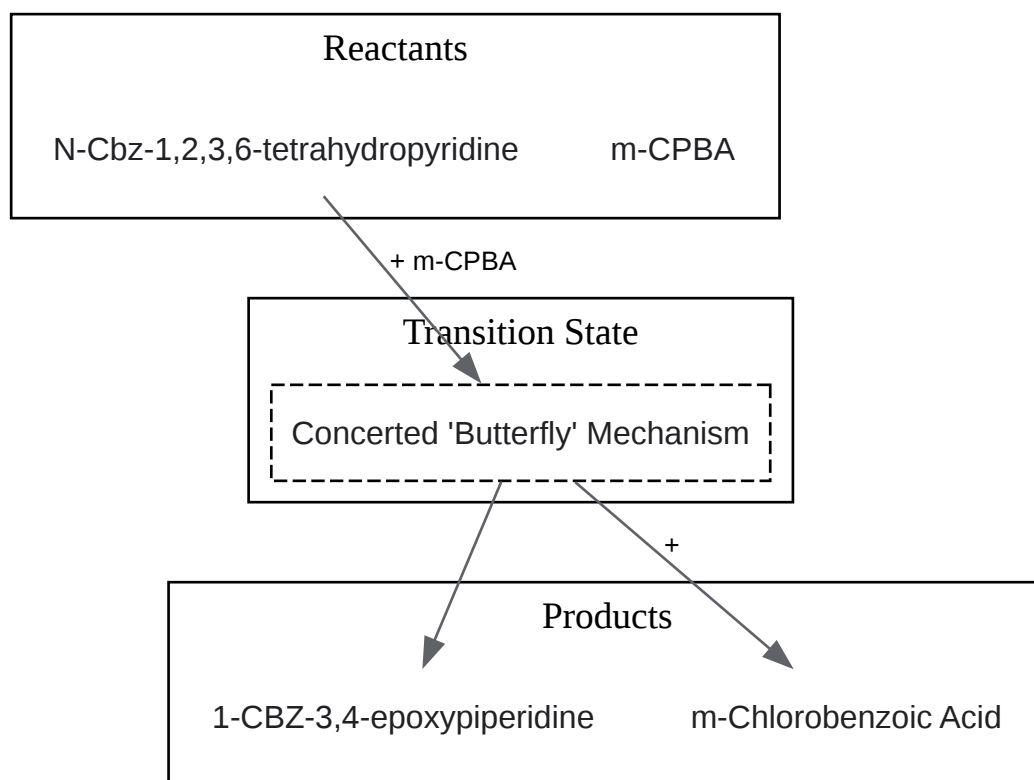 Reactants
N-Cbz-1,2,3,6-tetrahydropyridine
m-CPBA
+ m-CPBA
Transition State
Concerted 'Butterfly' Mechanism
+
Products
1-CBZ-3,4-epoxypiperidine
m-Chlorobenzoic Acid